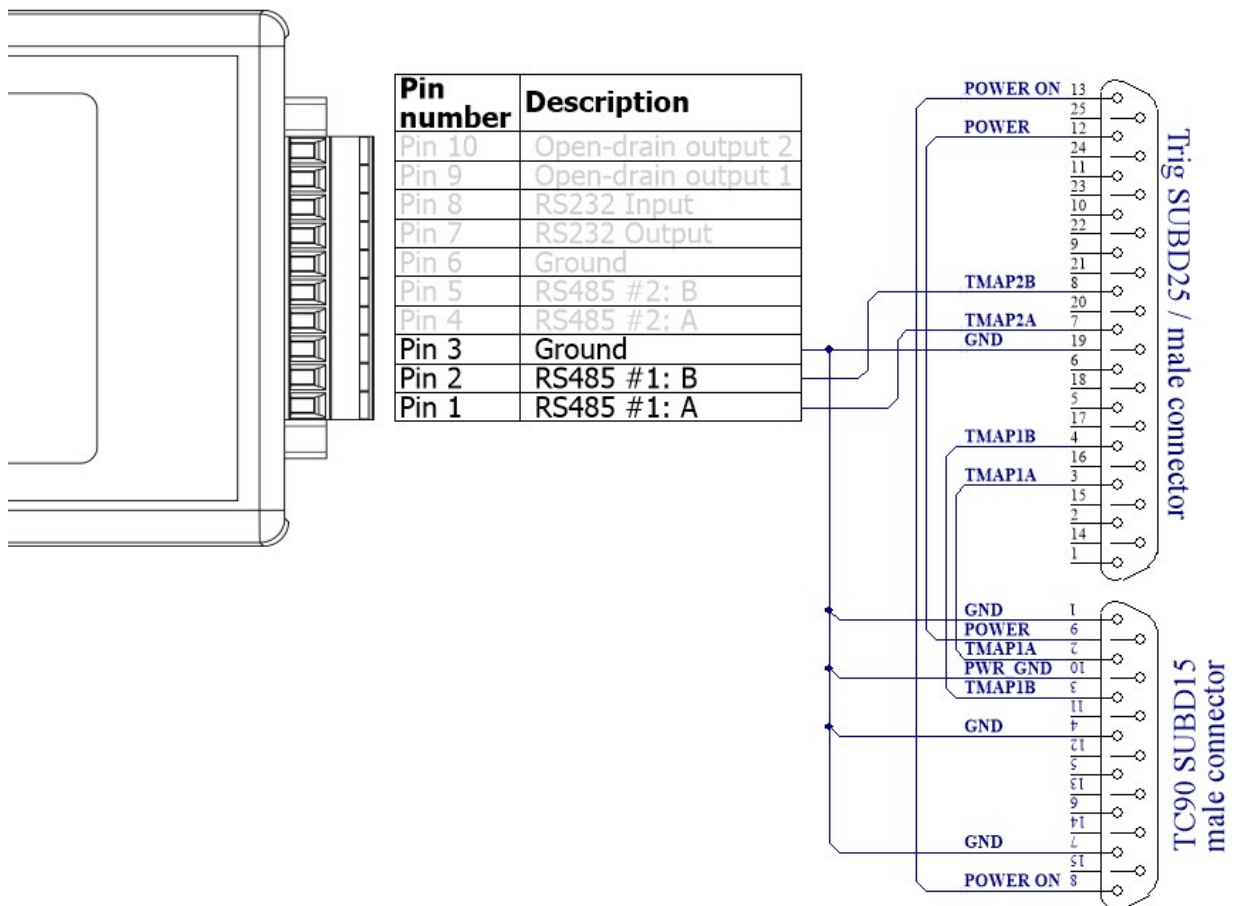 Pin number Description
Pin 10 Open-drain output 2
Pin 9 Open-drain output 1
Pin 8 RS232 Input
Pin 7 RS232 Output
Pin 6 Ground
Pin 5 RS485 #2: B
Pin 4 RS485 #2: A
Pin 3 Ground
Pin 2 RS485 #1: B
Pin 1 RS485 #1: A
POWER ON 13
25
POWER 12
24
11
23
10
22
9
21
TMAP2B 8
20
TMAP2A 7
GND 19
6
18
5
17
TMAP1B 4
16
TMAP1A 3
15
2
14
1
Trig SUBD25 / male connector
GND 1
POWER 9
TMAP1A 2
PWR GND 10
TMAP1B 3
11
GND 4
12
5
13
6
14
GND 7
15
POWER ON 8
TC90 SUBD15
male connector